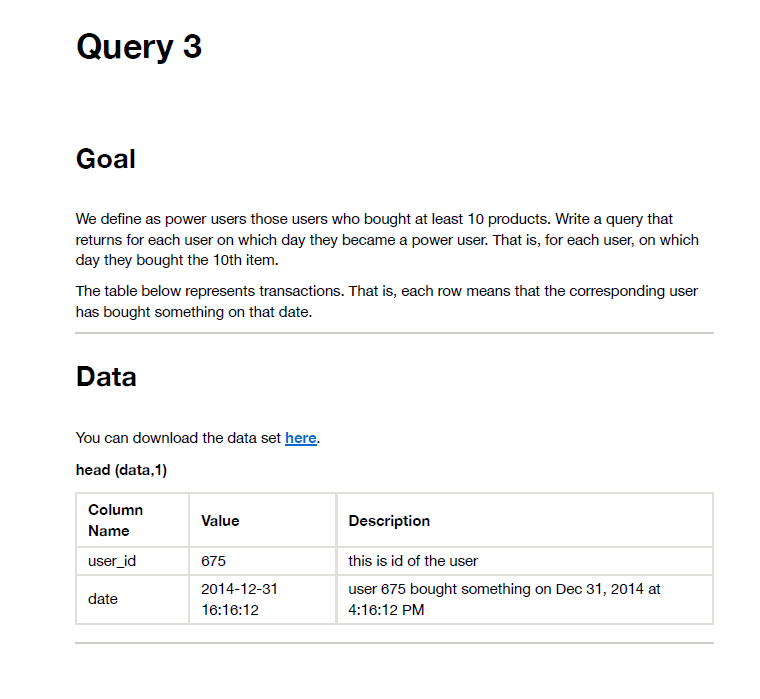 Query 3
Goal
We define as power users those users who bought at least 10 products. Write a query that
returns for each user on which day they became a power user. That is, for each user, on which
day they bought the 10th item.
The table below represents transactions. That is, each row means that the corresponding user
has bought something on that date.
Data
You can download the data set here.
head (data,1)
Column
Name
Value
Description
user_id
675
this is id of the user
date
2014-12-31
16:16:12
user 675 bought something on Dec 31, 2014 at
4:16:12 PM